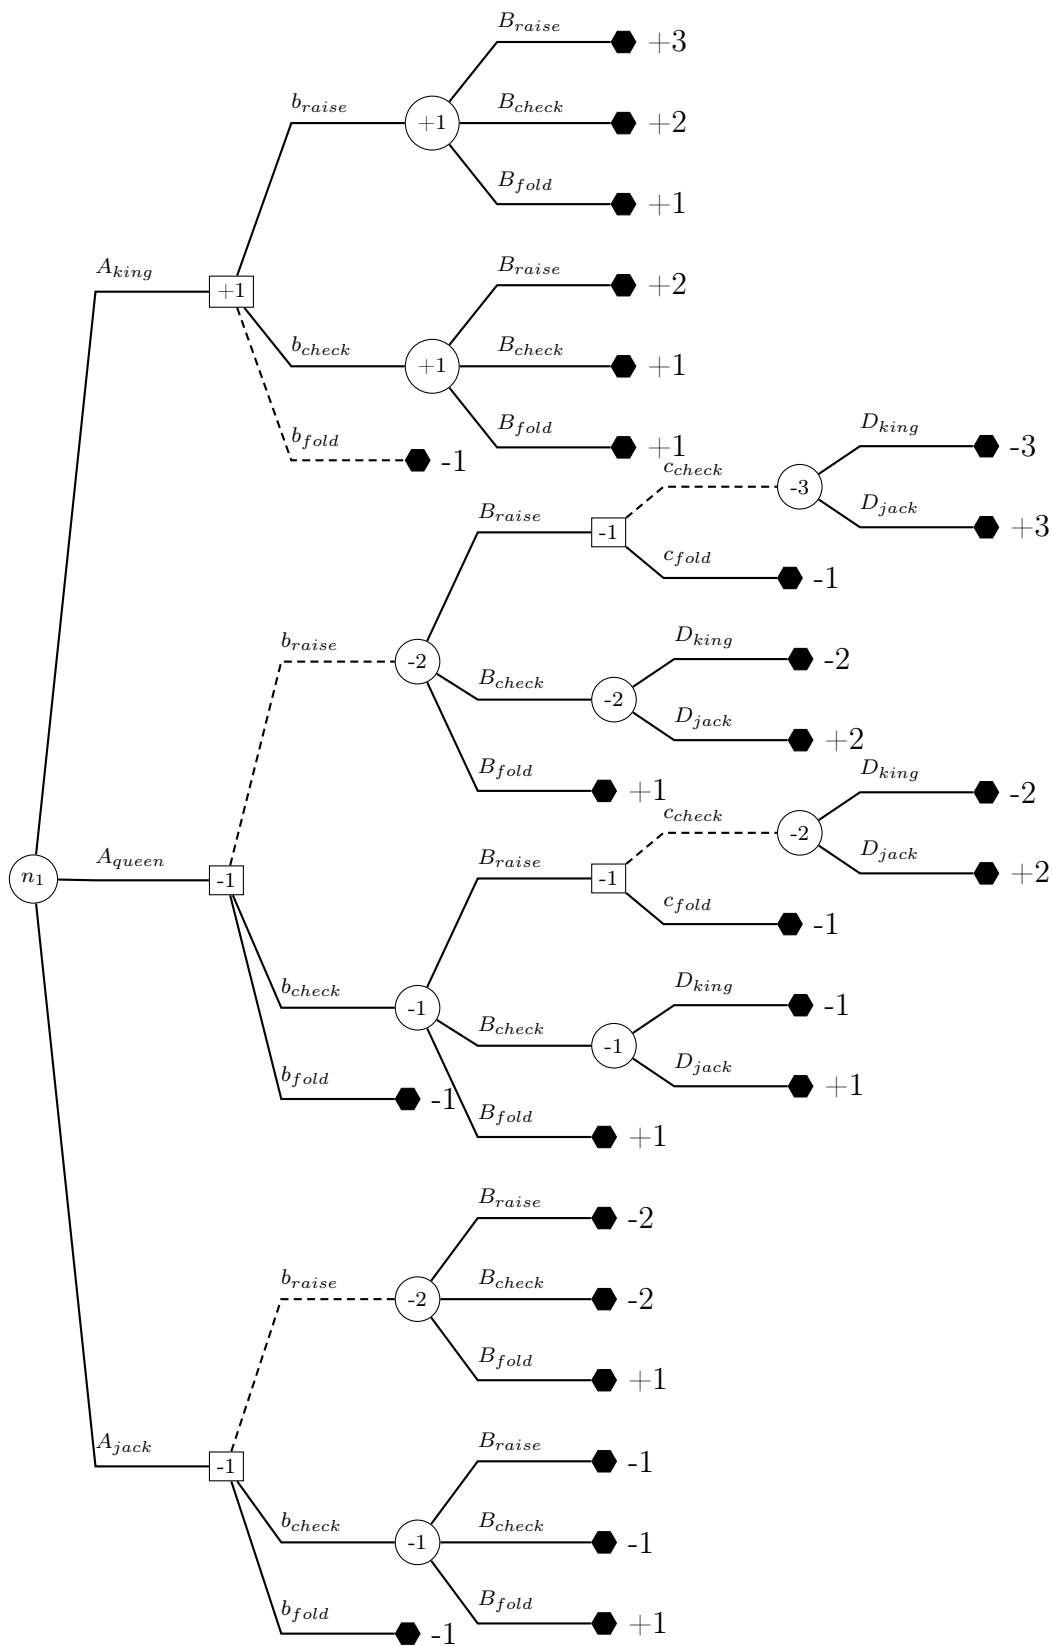 B_raise
+3
b_raise
B_check
+1
+2
B_fold
+1
A_king
B_raise
+1
+2
b_check
B_check
+1
+1
b_fold
B_fold
-1
+1
D_king
c_check
-3
-3
B_raise
D_jack
-1
+3
c_fold
-1
b_raise
D_king
-2
-2
B_check
-2
D_jack
+2
B_fold
+1
D_king
-2
c_check
-2
A_queen
B_raise
D_jack
n_1
-1
-1
+2
c_fold
-1
b_check
D_king
-1
-1
B_check
-1
D_jack
b_fold
-1
+1
B_fold
+1
B_raise
-2
b_raise
B_check
-2
-2
B_fold
+1
A_jack
B_raise
-1
-1
b_check
B_check
-1
-1
b_fold
B_fold
-1
+1